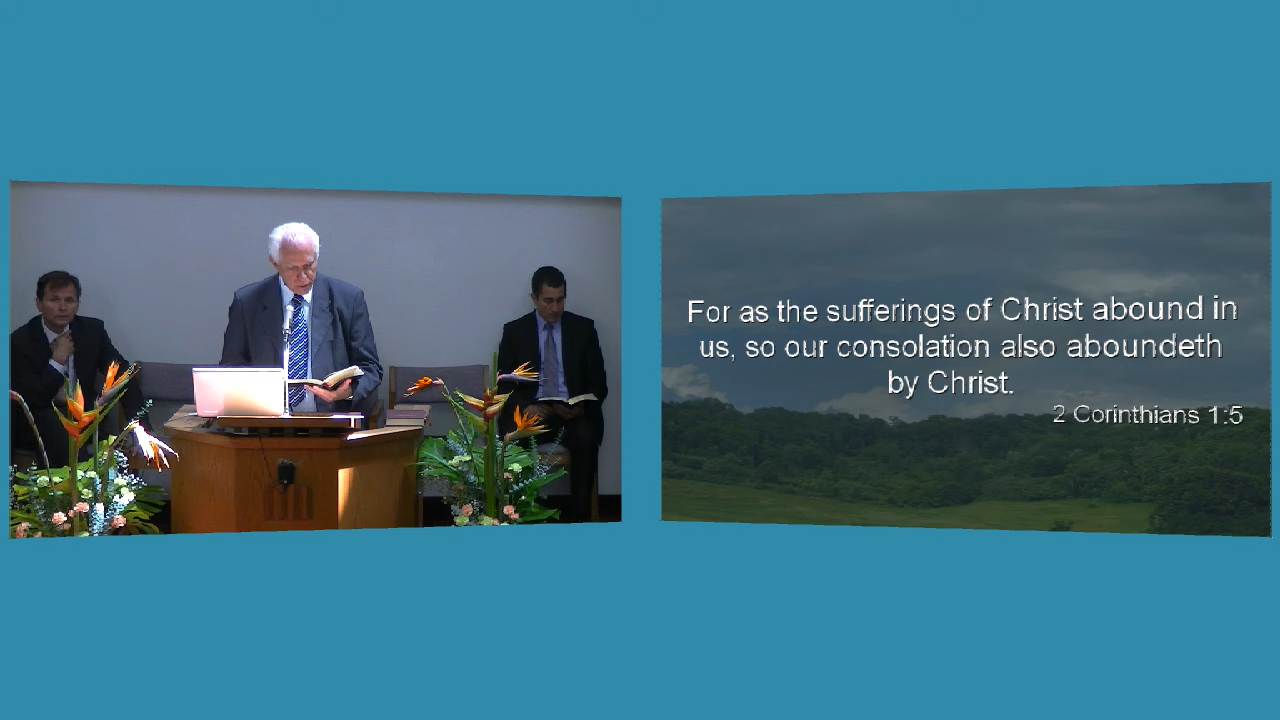 For as the sufferings of Christ abound in
us, so our consolation also aboundeth
by Christ.
2 Corinthians 1:5